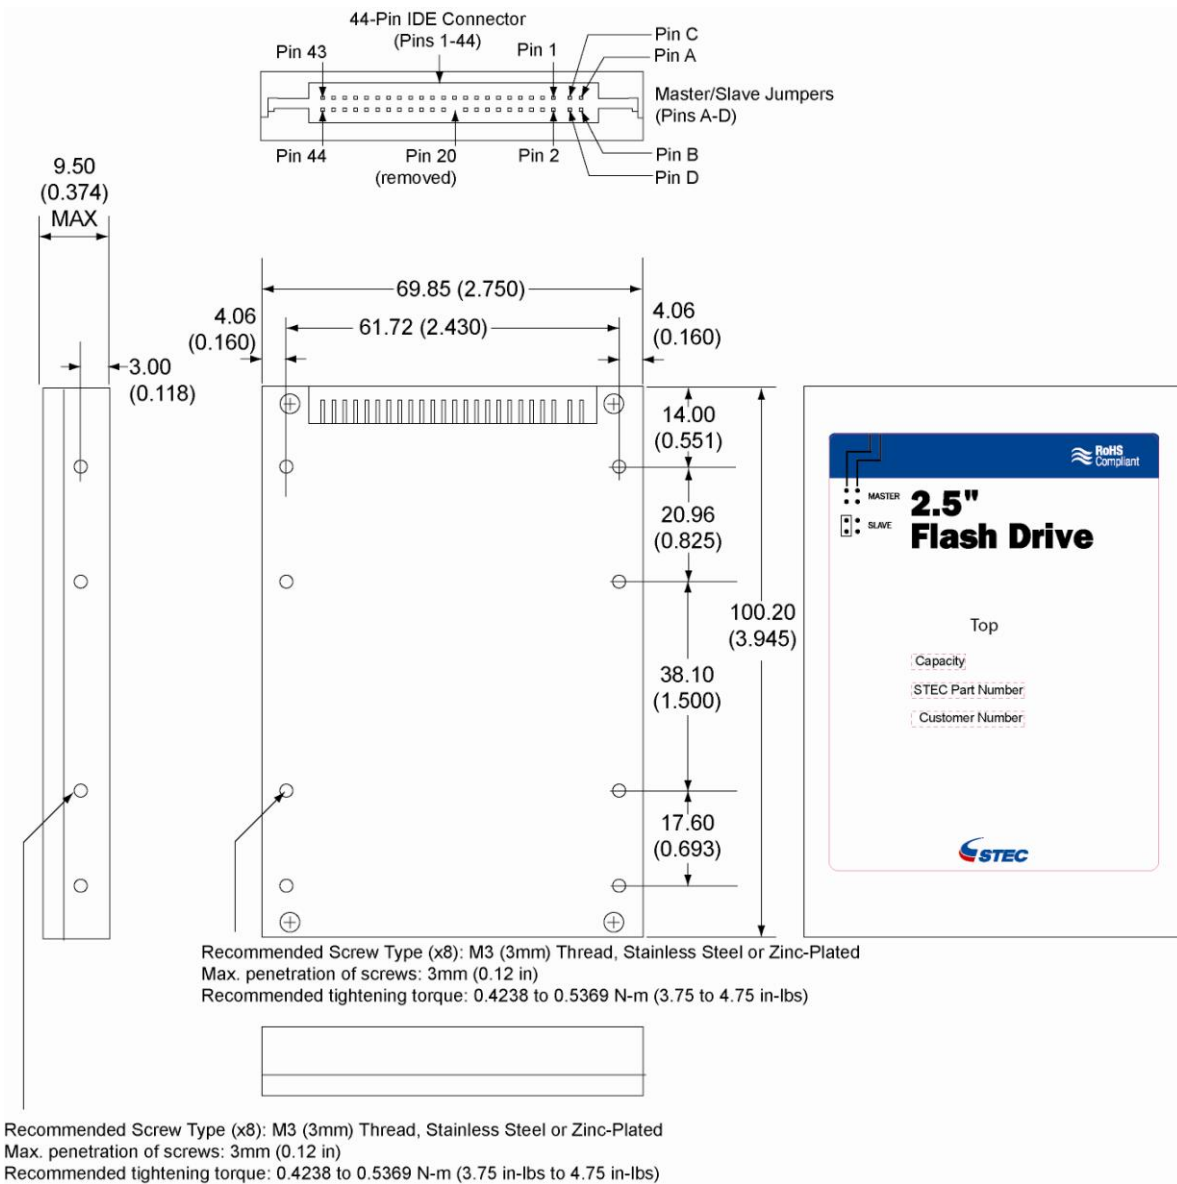 44-Pin IDE Connector
(Pins 1-44)
Pin 43
Pin 1
Pin C
Pin A
Master/Slave Jumpers
(Pins A-D)
Pin 44
Pin 20
(removed)
Pin 2
Pin B
Pin D
9.50
(0.374)
MAX
69.85 (2.750)
4.06
(0.160)
61.72 (2.430)
4.06
(0.160)
3.00
(0.118)
14.00
(0.551)
20.96
(0.825)
100.20
(3.945)
38.10
(1.500)
17.60
(0.693)
RoHS
Compliant
MASTER
SLAVE
2.5"
Flash Drive
Top
Capacity
STEC Part Number
Customer Number
STEC
Recommended Screw Type (x8): M3 (3mm) Thread, Stainless Steel or Zinc-Plated
Max. penetration of screws: 3mm (0.12 in)
Recommended tightening torque: 0.4238 to 0.5369 N-m (3.75 to 4.75 in-lbs)
Recommended Screw Type (x8): M3 (3mm) Thread, Stainless Steel or Zinc-Plated
Max. penetration of screws: 3mm (0.12 in)
Recommended tightening torque: 0.4238 to 0.5369 N-m (3.75 in-lbs to 4.75 in-lbs)